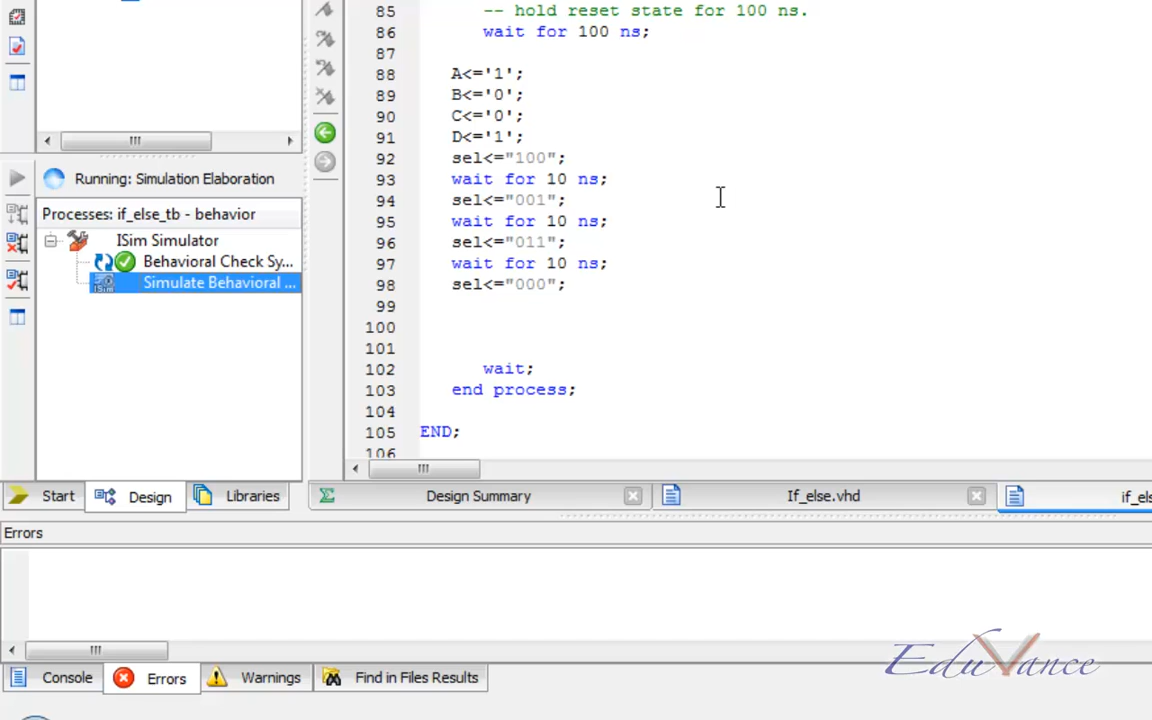 85 -- hold reset state for 100 ns.
86 wait for 100 ns;
87
88 A<='1';
89 B<='0';
90 C<='0';
91 D<='1';
92 sel<="100";
93 wait for 10 ns;
94 sel<="001";
95 wait for 10 ns;
96 sel<="011";
97 wait for 10 ns;
98 sel<="000";
99
100
101
102 wait;
103 end process;
104
105 END;
106
Running: Simulation Elaboration
Processes: if_else_tb - behavior
ISim Simulator
Behavioral Check Sy...
ISim Simulate Behavioral ...
Start Design Libraries
Design Summary If_else.vhd if_els
Errors
EduVance
Console Errors Warnings Find in Files Results